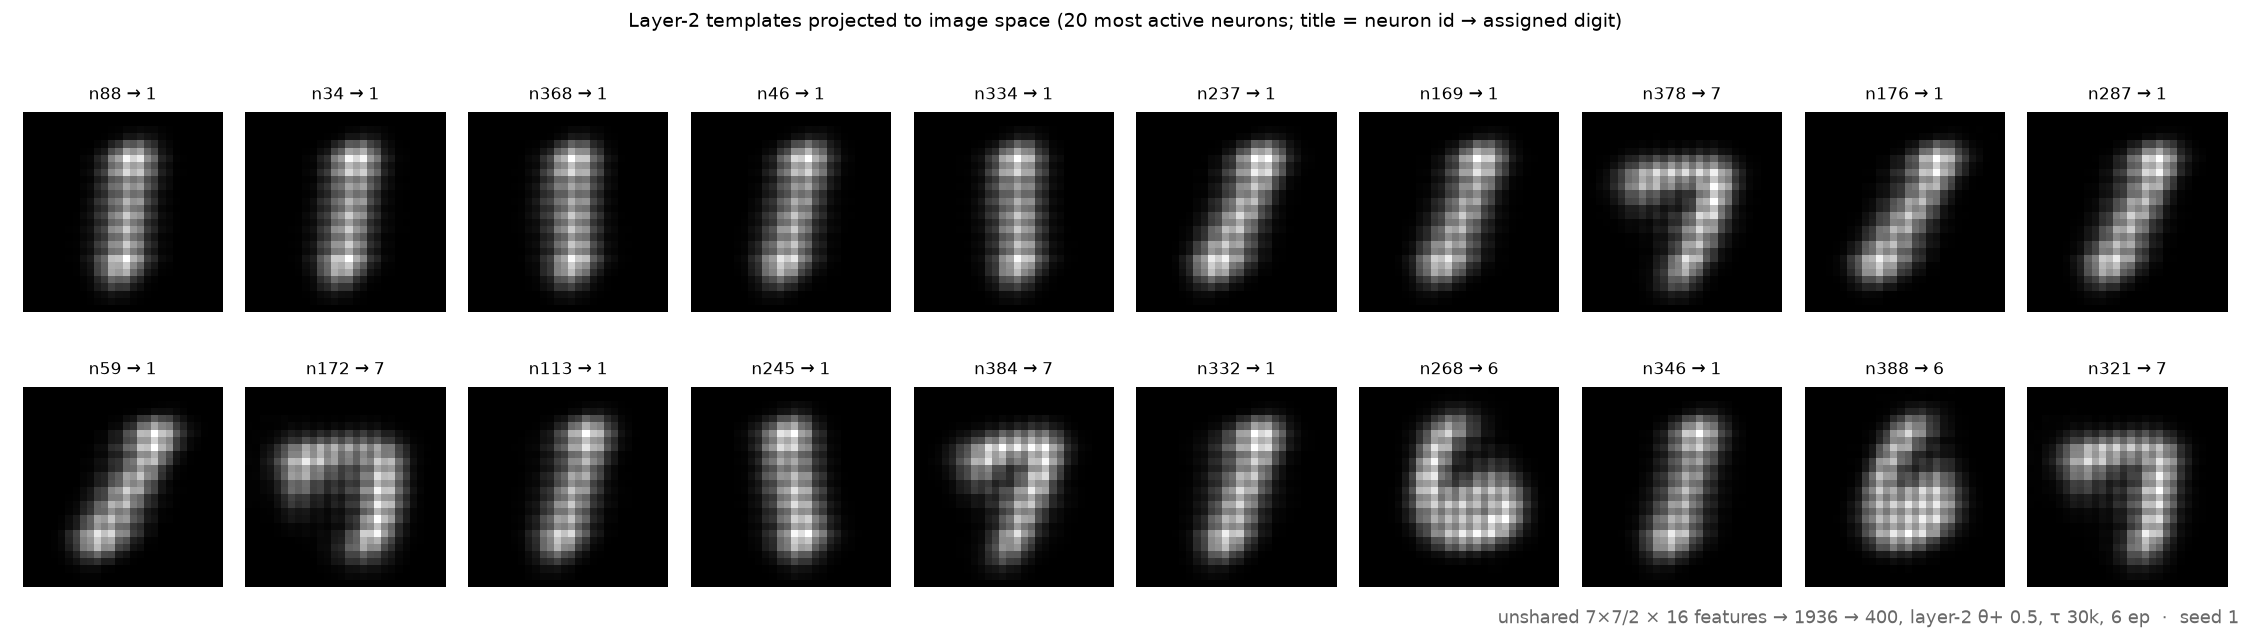 Layer-2 templates projected to image space (20 most active neurons; title = neuron id → assigned digit)
n88 → 1 n34 → 1 n368 → 1 n46 → 1 n334 → 1 n237 → 1 n169 → 1 n378 → 7 n176 → 1 n287 → 1
n59 → 1 n172 → 7 n113 → 1 n245 → 1 n384 → 7 n332 → 1 n268 → 6 n346 → 1 n388 → 6 n321 → 7
unshared 7×7/2 × 16 features → 1936 → 400, layer-2 θ+ 0.5, τ 30k, 6 ep · seed 1